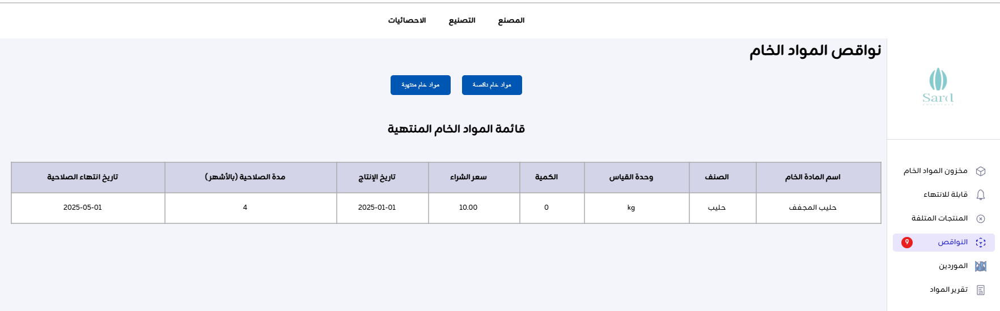 المصنع التصنيع الاحصائيات
نواقص المواد الخام
مواد خام ناقصة مواد خام منتهية
قائمة المواد الخام المنتهية
اسم المادة الخام الصنف وحدة القياس الكمية سعر الشراء تاريخ الإنتاج مدة الصلاحية (بالأشهر) تاريخ انتهاء الصلاحية
حليب المجفف حليب kg 0 10.00 2025-01-01 4 2025-05-01
Sard
مخزون المواد الخام
قابلة للانتهاء
المنتجات المتلفة
النواقص 9
الموردين
تقرير المواد